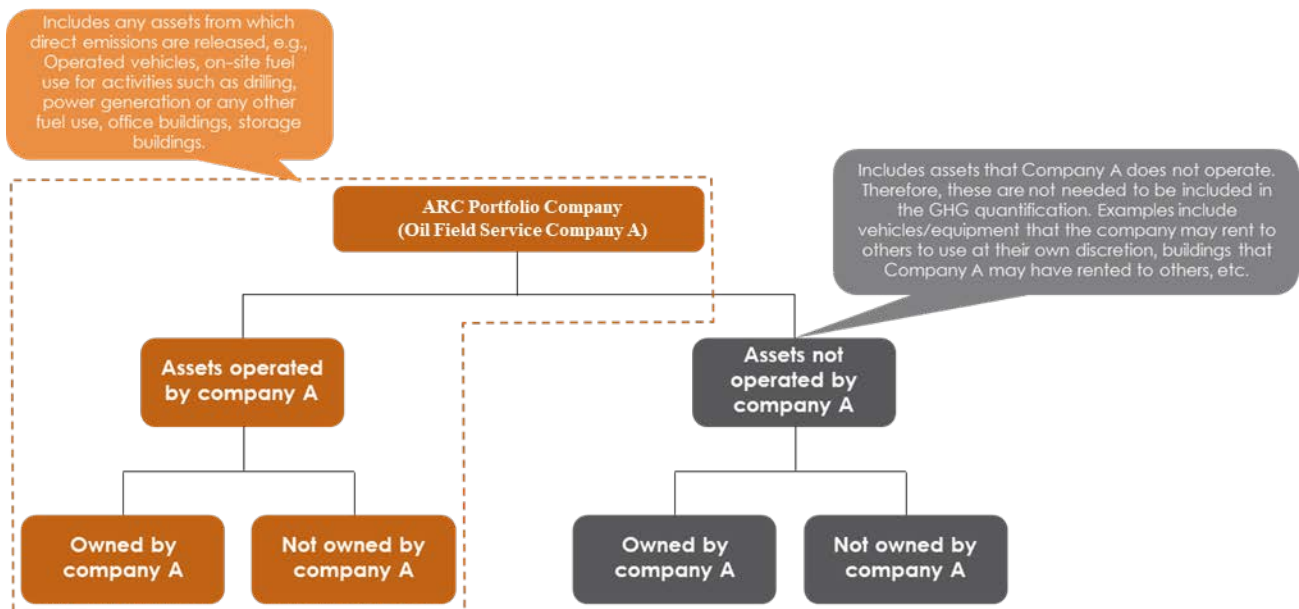 Includes any assets from which
direct emissions are released, e.g.,
Operated vehicles, on-site fuel
use for activities such as drilling,
power generation or any other
fuel use, office buildings, storage
buildings.
Includes assets that Company A does not operate.
Therefore, these are not needed to be included in
the GHG quantification. Examples include
vehicles/equipment that the company may rent to
others to use at their own discretion, buildings that
Company A may have rented to others, etc.
ARC Portfolio Company
(Oil Field Service Company A)
Assets operated
by company A
Assets not
operated by
company A
Owned by
company A
Not owned by
company A
Owned by
company A
Not owned by
company A